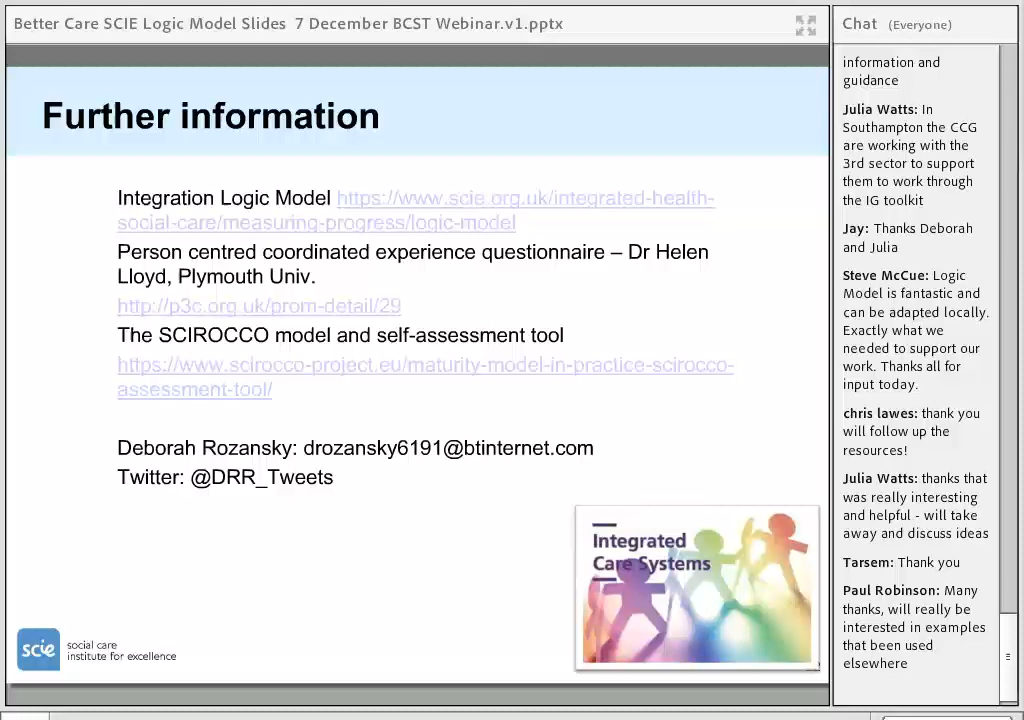 Better Care SCIE Logic Model Slides  7 December BCST Webinar.v1.pptx
Further information
Integration Logic Model https://www.scie.org.uk/integrated-health-
social-care/measuring-progress/logic-model
Person centred coordinated experience questionnaire – Dr Helen
Lloyd, Plymouth Univ.
http://p3c.org.uk/prom-detail/29
The SCIROCCO model and self-assessment tool
https://www.scirocco-project.eu/maturity-model-in-practice-scirocco-
assessment-tool/
Deborah Rozansky: drozansky6191@btinternet.com
Twitter: @DRR_Tweets
Integrated
Care Systems
scie
social care
institute for excellence
Chat (Everyone)
information and
guidance
Julia Watts: In
Southampton the CCG
are working with the
3rd sector to support
them to work through
the IG toolkit
Jay: Thanks Deborah
and Julia
Steve McCue: Logic
Model is fantastic and
can be adapted locally.
Exactly what we
needed to support our
work. Thanks all for
input today.
chris lawes: thank you
will follow up the
resources!
Julia Watts: thanks that
was really interesting
and helpful - will take
away and discuss ideas
Tarsem: Thank you
Paul Robinson: Many
thanks, will really be
interested in examples
that been used
elsewhere